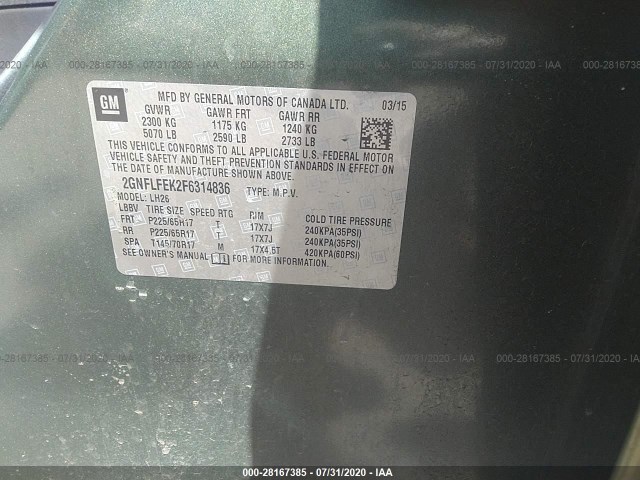 000-28167385 - 07/31/2020 - IAA
GM
MFD BY GENERAL MOTORS OF CANADA LTD. 03/15
GVWR GAWR FRT GAWR RR
2300 KG 1175 KG 1240 KG
5070 LB 2590 LB 2733 LB
THIS VEHICLE CONFORMS TO ALL APPLICABLE U.S. FEDERAL MOTOR
VEHICLE SAFETY AND THEFT PREVENTION STANDARDS IN EFFECT
ON THE DATE OF MANUFACTURE SHOWN ABOVE.
2GNFLFEK2F6314836 TYPE: M.P.V.
MODEL: LH26
LBBV TIRE SIZE SPEED RTG RIM COLD TIRE PRESSURE
FRT P225/65R17 T 17X7J 240KPA(35PSI)
RR P225/65R17 T 17X7J 240KPA(35PSI)
SPA T145/70R17 M 17X4.5T 420KPA(60PSI)
SEE OWNER'S MANUAL FOR MORE INFORMATION.
000-28167385 - 07/31/2020 - IAA
000-28167385 - 07/31/2020 - IAA